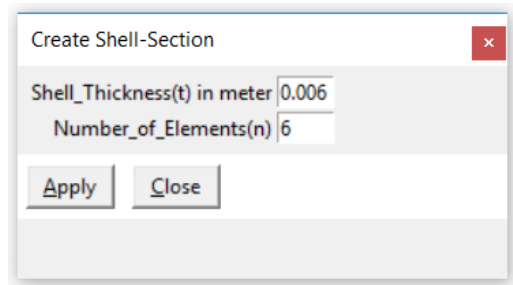 Create Shell-Section
Shell_Thickness(t) in meter 0.006
Number_of_Elements(n) 6
Apply Close